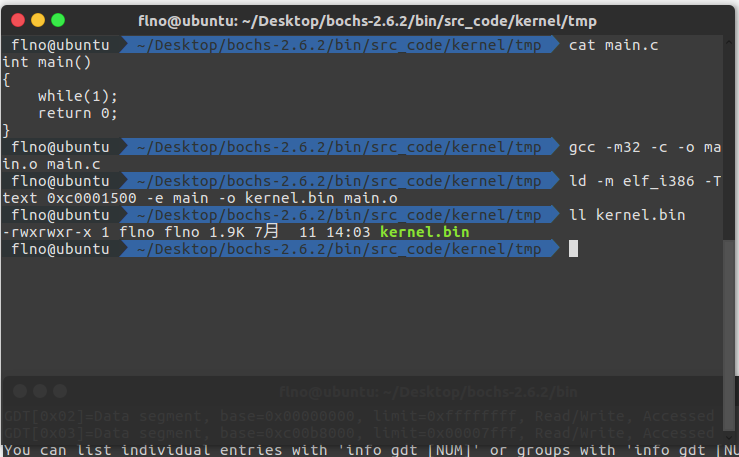 flno@ubuntu: ~/Desktop/bochs-2.6.2/bin/src_code/kernel/tmp
flno@ubuntu ~/Desktop/bochs-2.6.2/bin/src_code/kernel/tmp cat main.c
int main()
{
    while(1);
    return 0;
}
flno@ubuntu ~/Desktop/bochs-2.6.2/bin/src_code/kernel/tmp gcc -m32 -c -o ma
in.o main.c
flno@ubuntu ~/Desktop/bochs-2.6.2/bin/src_code/kernel/tmp ld -m elf_i386 -T
text 0xc0001500 -e main -o kernel.bin main.o
flno@ubuntu ~/Desktop/bochs-2.6.2/bin/src_code/kernel/tmp ll kernel.bin
-rwxrwxr-x 1 flno flno 1.9K 7月  11 14:03 kernel.bin
flno@ubuntu ~/Desktop/bochs-2.6.2/bin/src_code/kernel/tmp
flno@ubuntu: ~/Desktop/bochs-2.6.2/bin
GDT[0x02]=Data segment, base=0x00000000, limit=0xffffffff, Read/Write, Accessed
GDT[0x03]=Data segment, base=0xc00b8000, limit=0x00007fff, Read/Write, Accessed
You can list individual entries with 'info gdt [NUM]' or groups with 'info gdt [NU